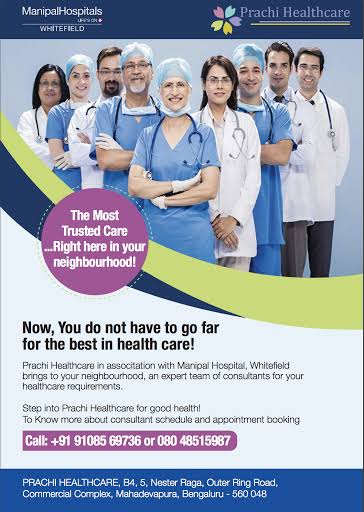 ManipalHospitals
LIFE'S ON
WHITEFIELD
Prachi Healthcare
The Most
Trusted Care
...Right here in your
neighbourhood!
Now, You do not have to go far
for the best in health care!
Prachi Healthcare in association with Manipal Hospital, Whitefield
brings to your neighbourhood, an expert team of consultants for your
healthcare requirements.
Step into Prachi Healthcare for good health!
To Know more about consultant schedule and appointment booking
Call: +91 91085 69736 or 080 48515987
PRACHI HEALTHCARE, B4, 5, Nester Raga, Outer Ring Road,
Commercial Complex, Mahadevapura, Bengaluru - 560 048